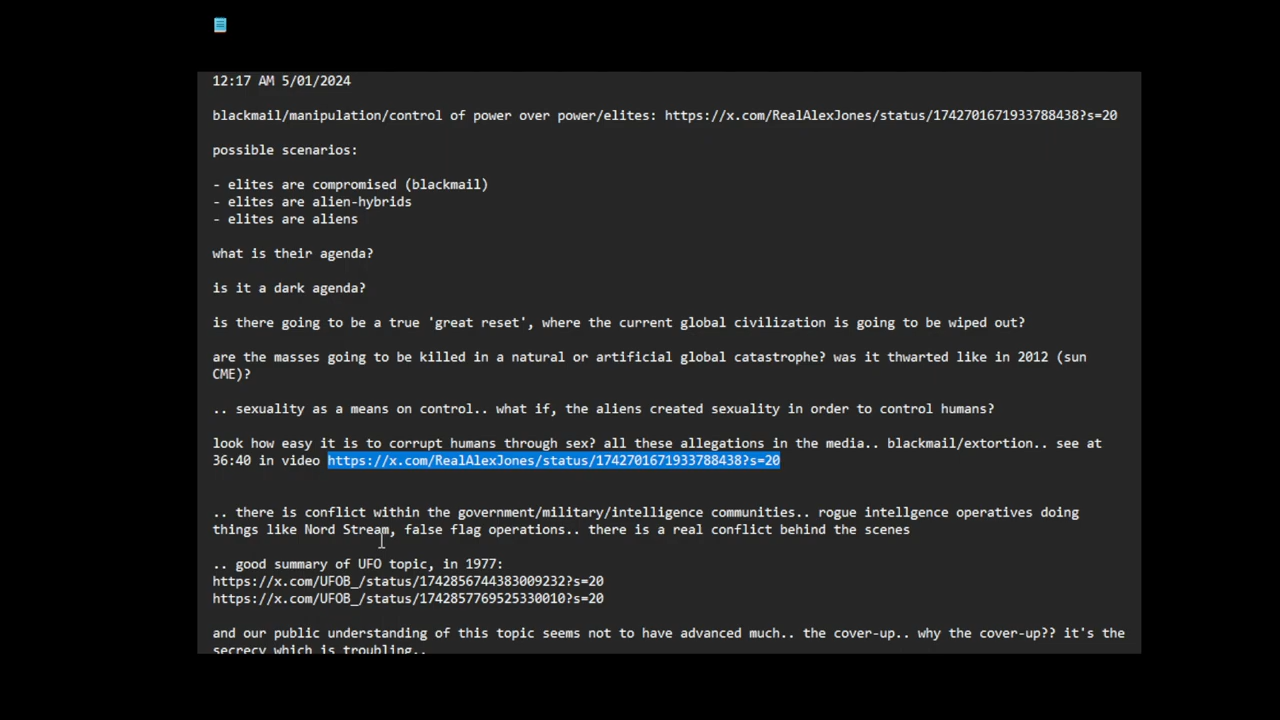 12:17 AM 5/01/2024
blackmail/manipulation/control of power over power/elites: https://x.com/RealAlexJones/status/1742701671933788438?s=20
possible scenarios:
- elites are compromised (blackmail)
- elites are alien-hybrids
- elites are aliens
what is their agenda?
is it a dark agenda?
is there going to be a true 'great reset', where the current global civilization is going to be wiped out?
are the masses going to be killed in a natural or artificial global catastrophe? was it thwarted like in 2012 (sun
CME)?
.. sexuality as a means on control.. what if, the aliens created sexuality in order to control humans?
look how easy it is to corrupt humans through sex? all these allegations in the media.. blackmail/extortion.. see at
36:40 in video https://x.com/RealAlexJones/status/1742701671933788438?s=20
.. there is conflict within the government/military/intelligence communities.. rogue intellgence operatives doing
things like Nord Stream, false flag operations.. there is a real conflict behind the scenes
.. good summary of UFO topic, in 1977:
https://x.com/UFOB_/status/1742856744383009232?s=20
https://x.com/UFOB_/status/1742857769525330010?s=20
and our public understanding of this topic seems not to have advanced much.. the cover-up.. why the cover-up?? it's the
secrecy which is troubling..